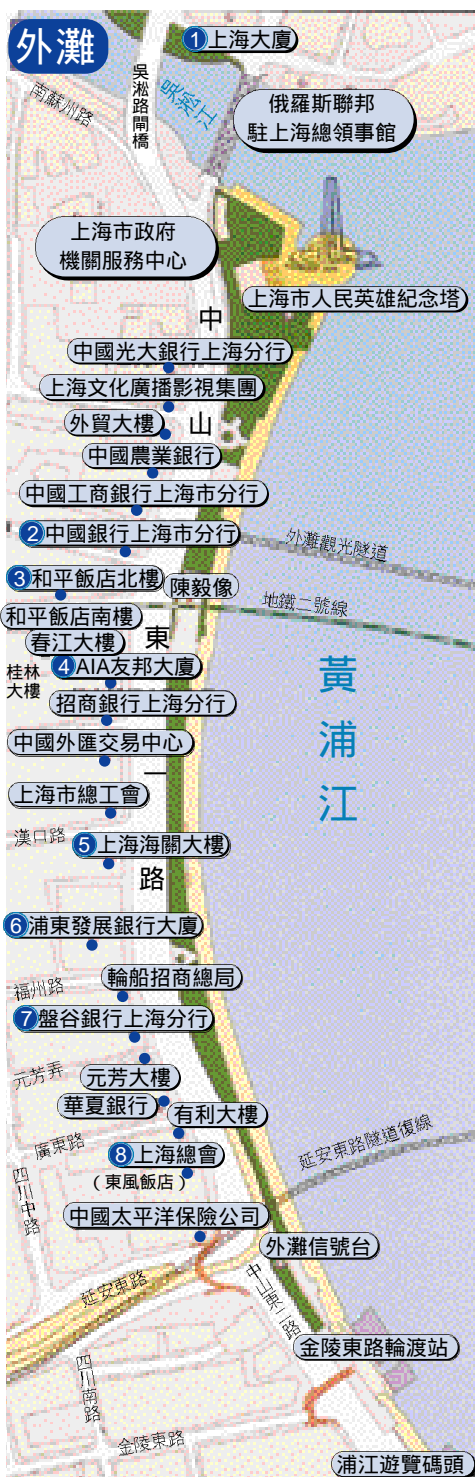 外灘
1 上海大廈
吳淞路閘橋
吳淞江
南蘇州路
俄羅斯聯邦
駐上海總領事館
上海市政府
機關服務中心
上海市人民英雄紀念塔
中山東一路
中國光大銀行上海分行
上海文化廣播影視集團
外貿大樓
中國農業銀行
中國工商銀行上海市分行
2 中國銀行上海市分行
外灘觀光隧道
3 和平飯店北樓
陳毅像
地鐵二號線
和平飯店南樓
春江大樓
桂林
大樓
4 AIA友邦大廈
黃浦江
招商銀行上海分行
中國外匯交易中心
上海市總工會
漢口路
5 上海海關大樓
6 浦東發展銀行大廈
輪船招商總局
福州路
7 盤谷銀行上海分行
元芳弄
元芳大樓
華夏銀行
有利大樓
廣東路
8 上海總會
（東風飯店）
四川中路
延安東路隧道復線
中國太平洋保險公司
外灘信號台
延安東路
中山東二路
金陵東路輪渡站
四川南路
金陵東路
浦江遊覽碼頭